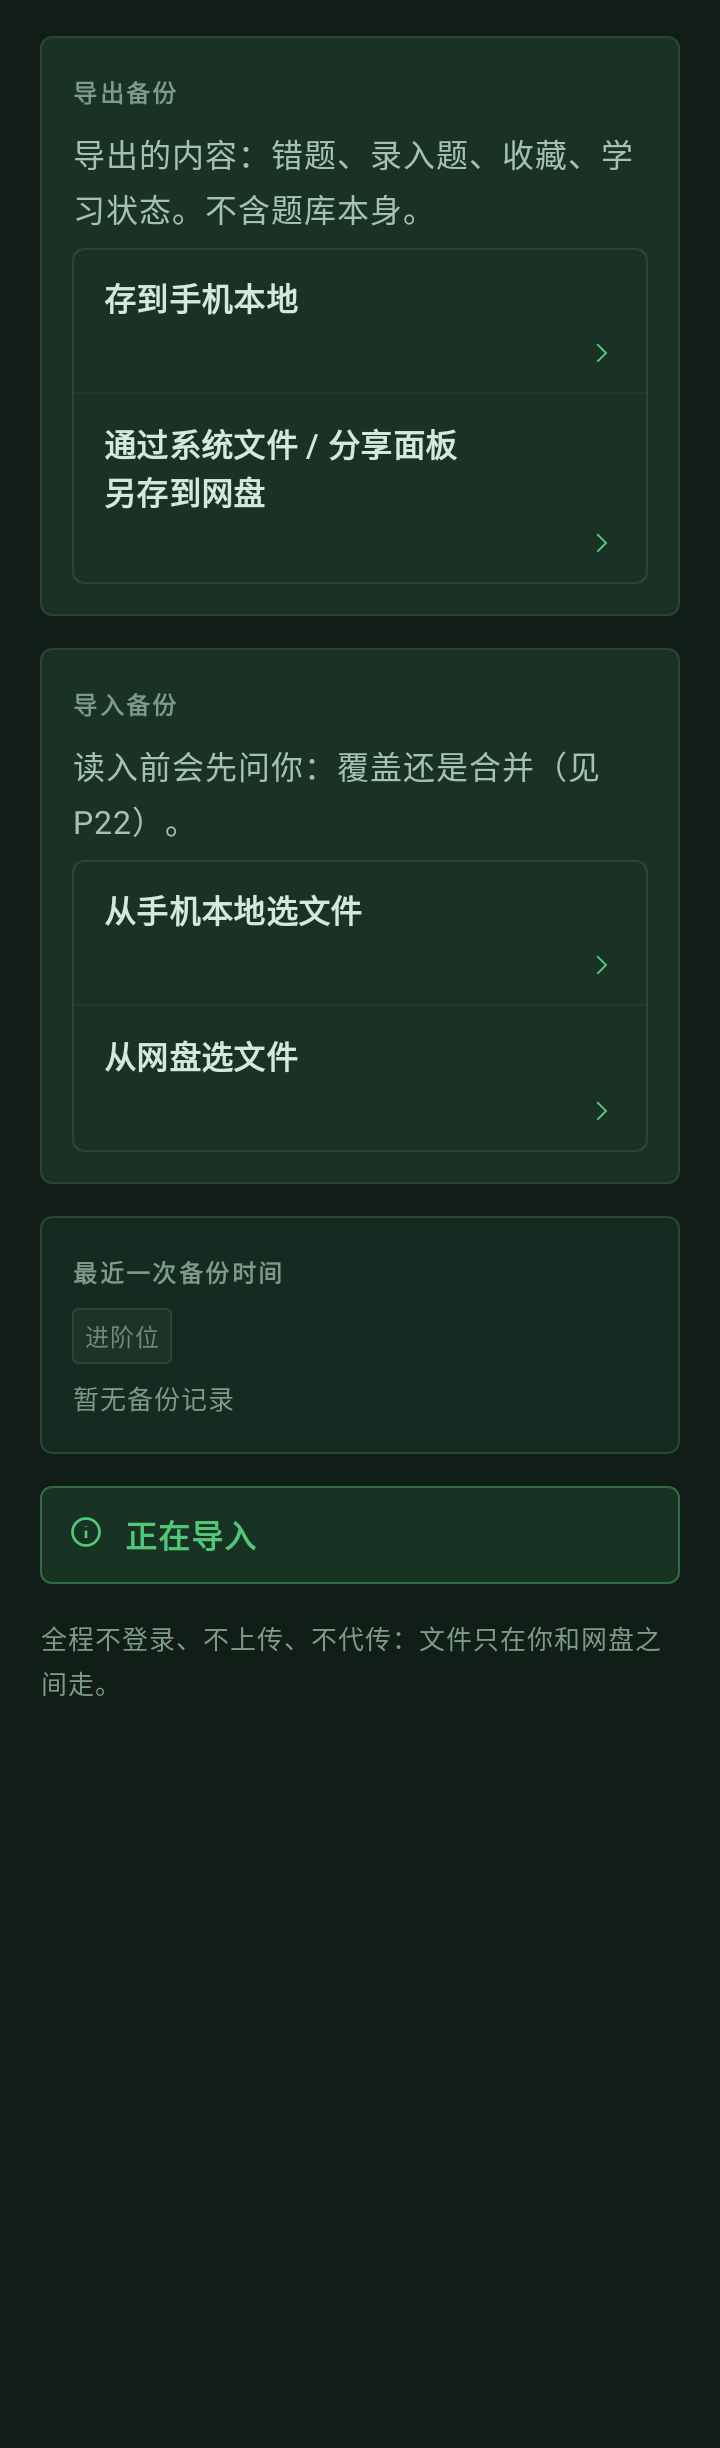 导出备份
导出的内容：错题、录入题、收藏、学
习状态。不含题库本身。
存到手机本地
通过系统文件 / 分享面板
另存到网盘
导入备份
读入前会先问你：覆盖还是合并（见
P22）。
从手机本地选文件
从网盘选文件
最近一次备份时间
进阶位
暂无备份记录
正在导入
全程不登录、不上传、不代传：文件只在你和网盘之
间走。